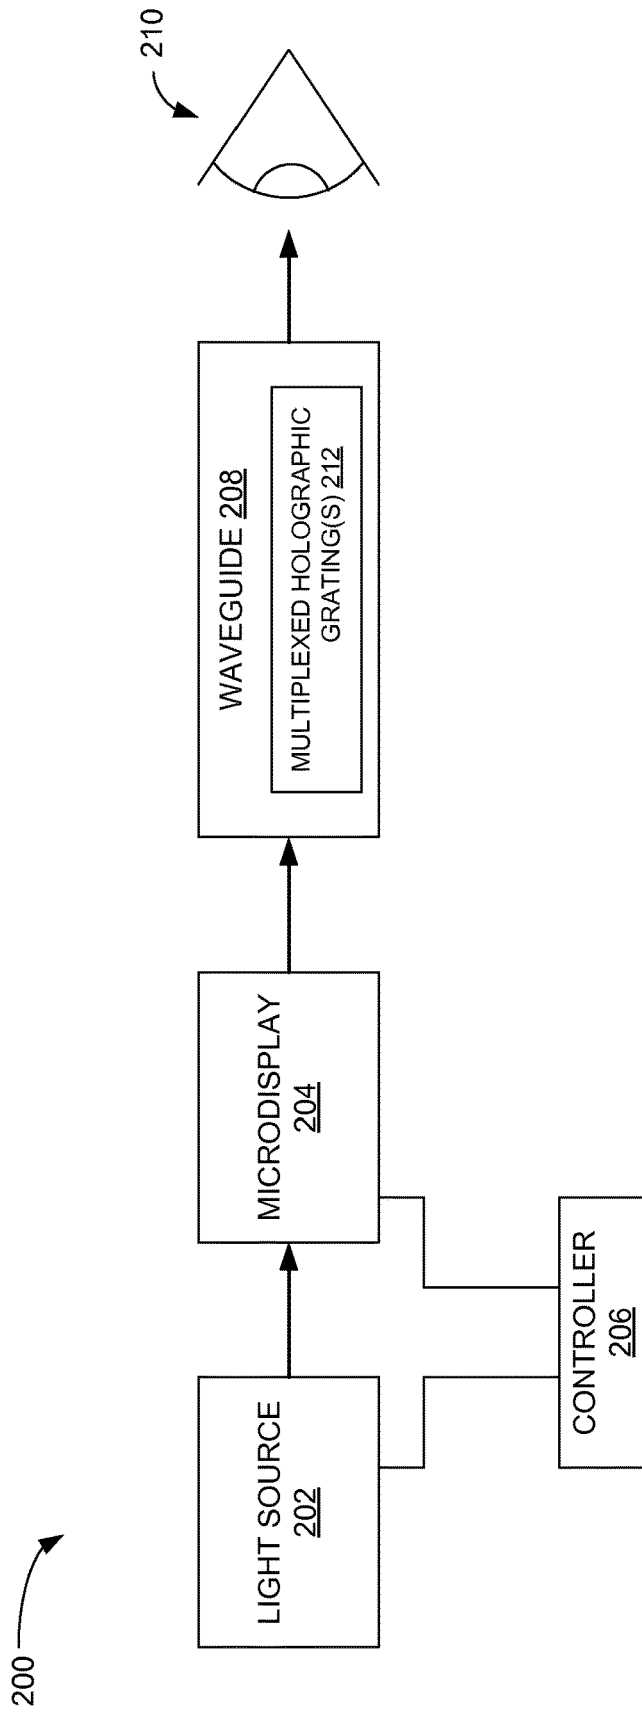 200
LIGHT SOURCE
202
MICRODISPLAY
204
CONTROLLER
206
WAVEGUIDE 208
MULTIPLEXED HOLOGRAPHIC
GRATING(S) 212
210